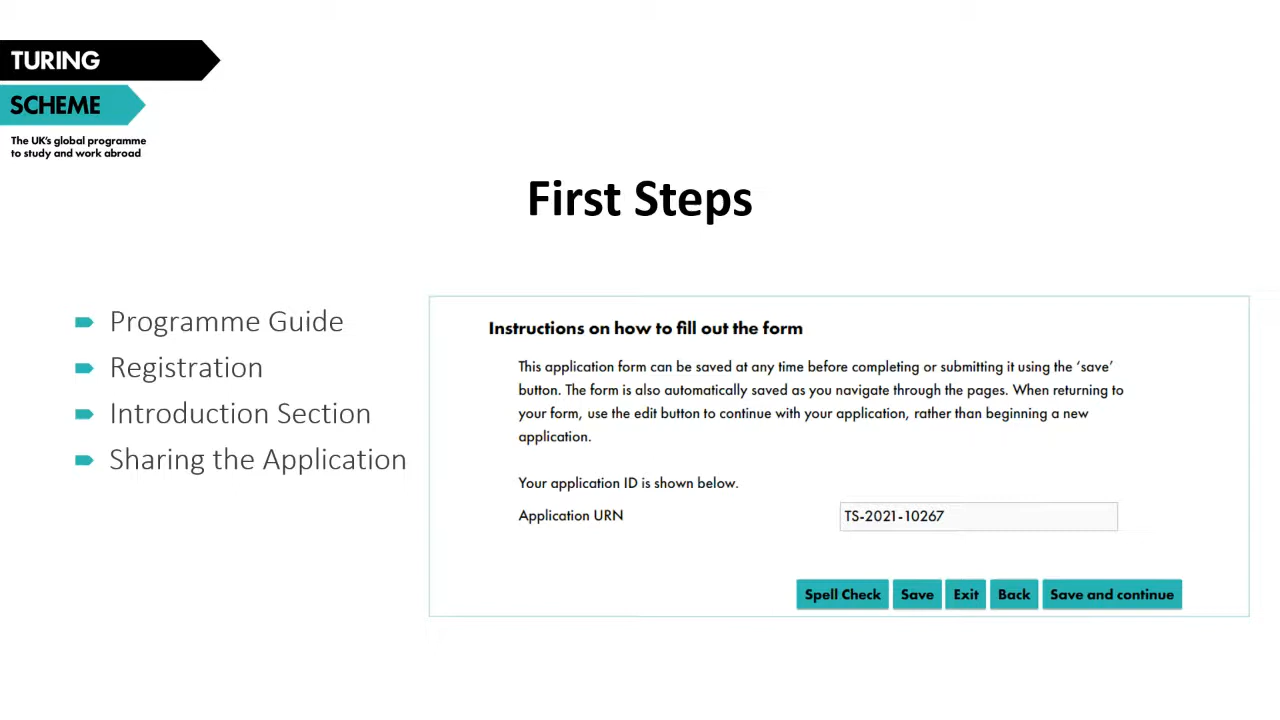 TURING
SCHEME
The UK's global programme
to study and work abroad
First Steps
Programme Guide
Registration
Introduction Section
Sharing the Application
Instructions on how to fill out the form
This application form can be saved at any time before completing or submitting it using the ‘save’
button. The form is also automatically saved as you navigate through the pages. When returning to
your form, use the edit button to continue with your application, rather than beginning a new
application.
Your application ID is shown below.
Application URN
TS-2021-10267
Spell Check
Save
Exit
Back
Save and continue